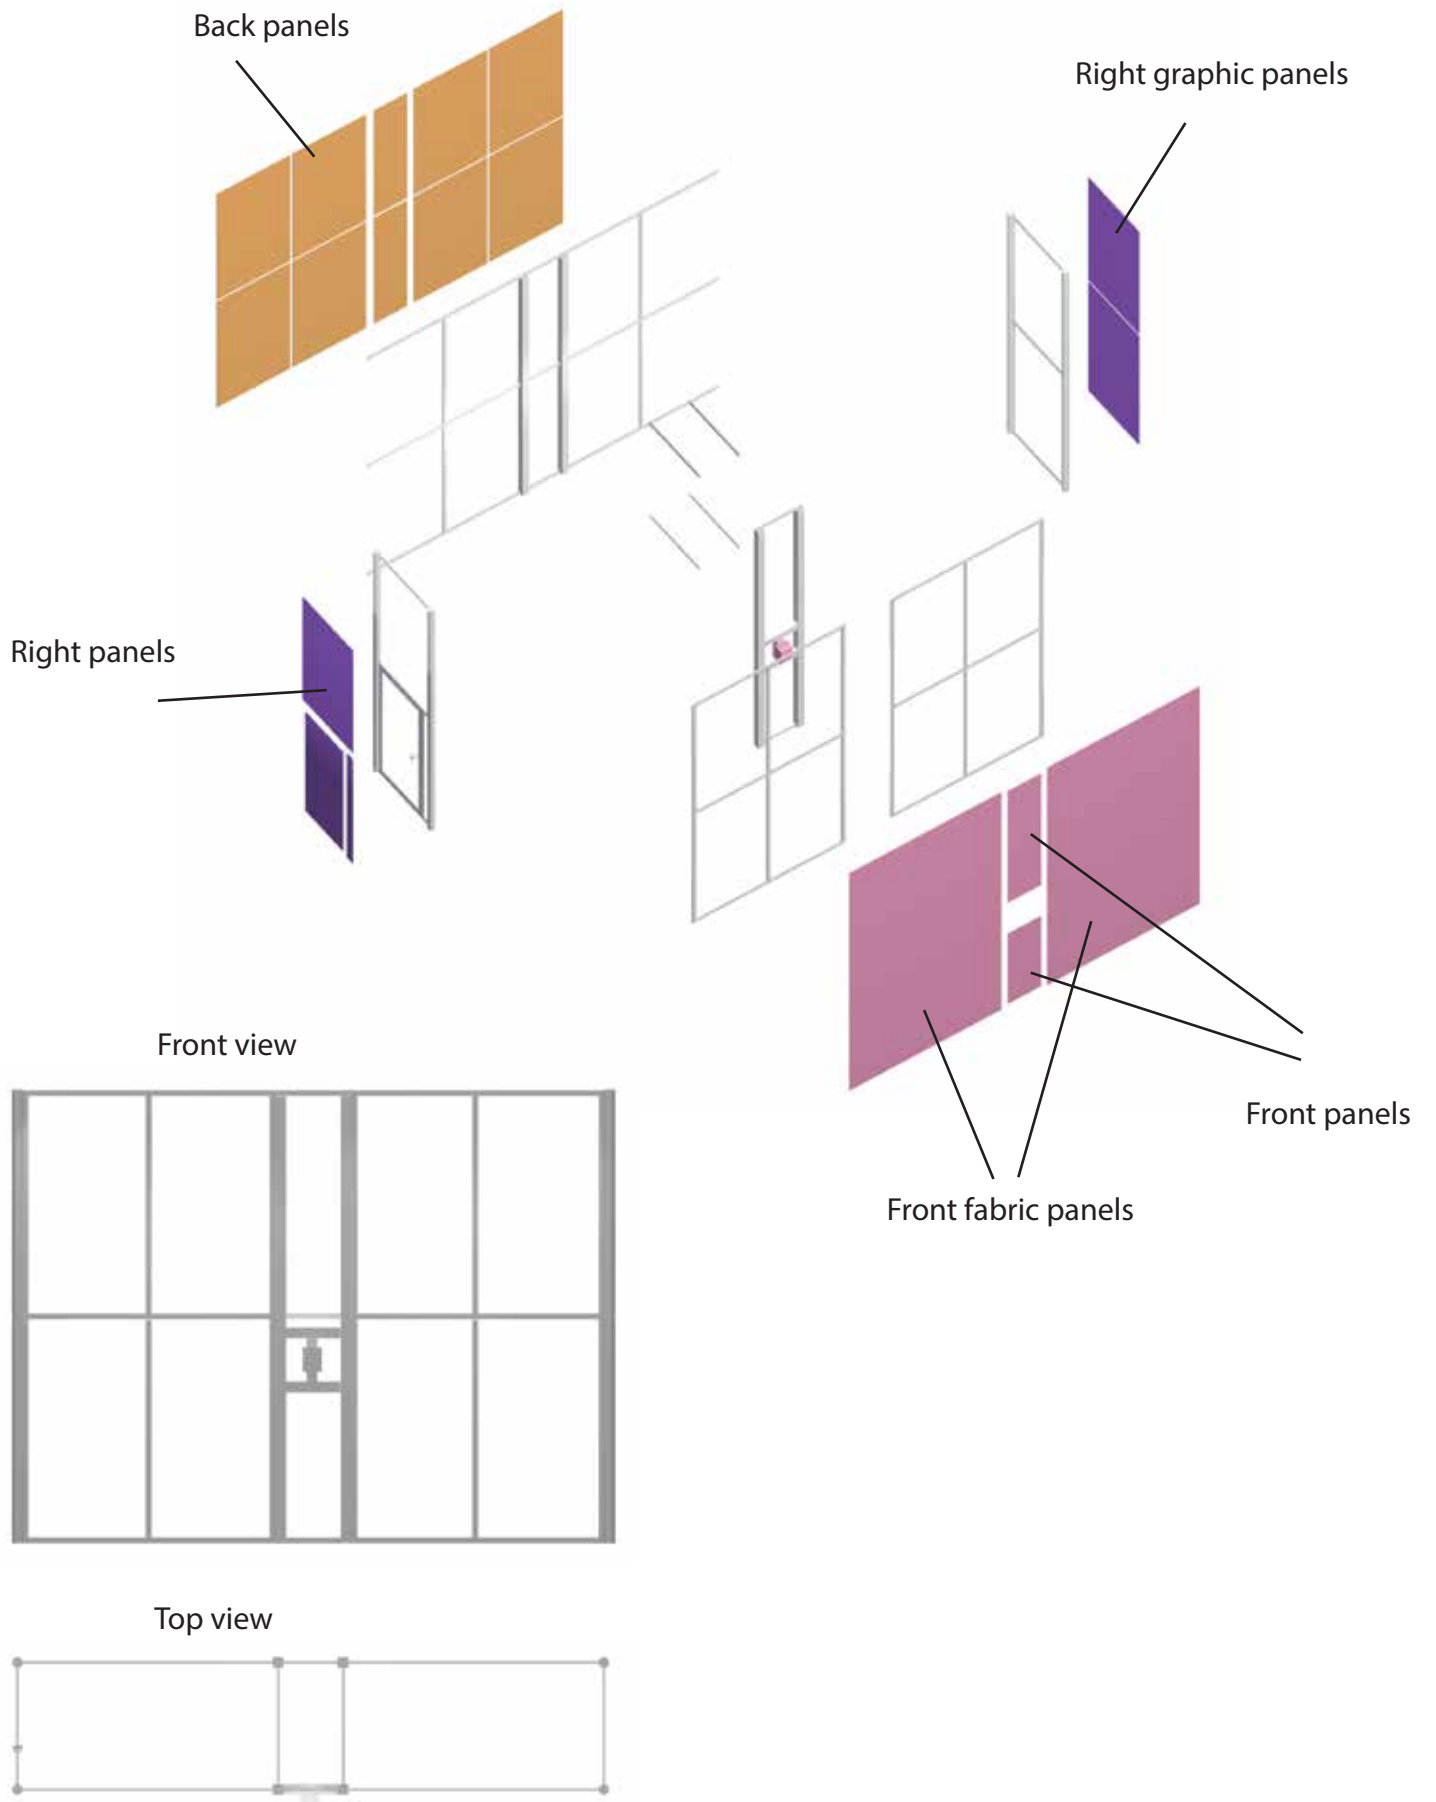 Back panels
Right graphic panels
Right panels
Front view
Front panels
Front fabric panels
Top view